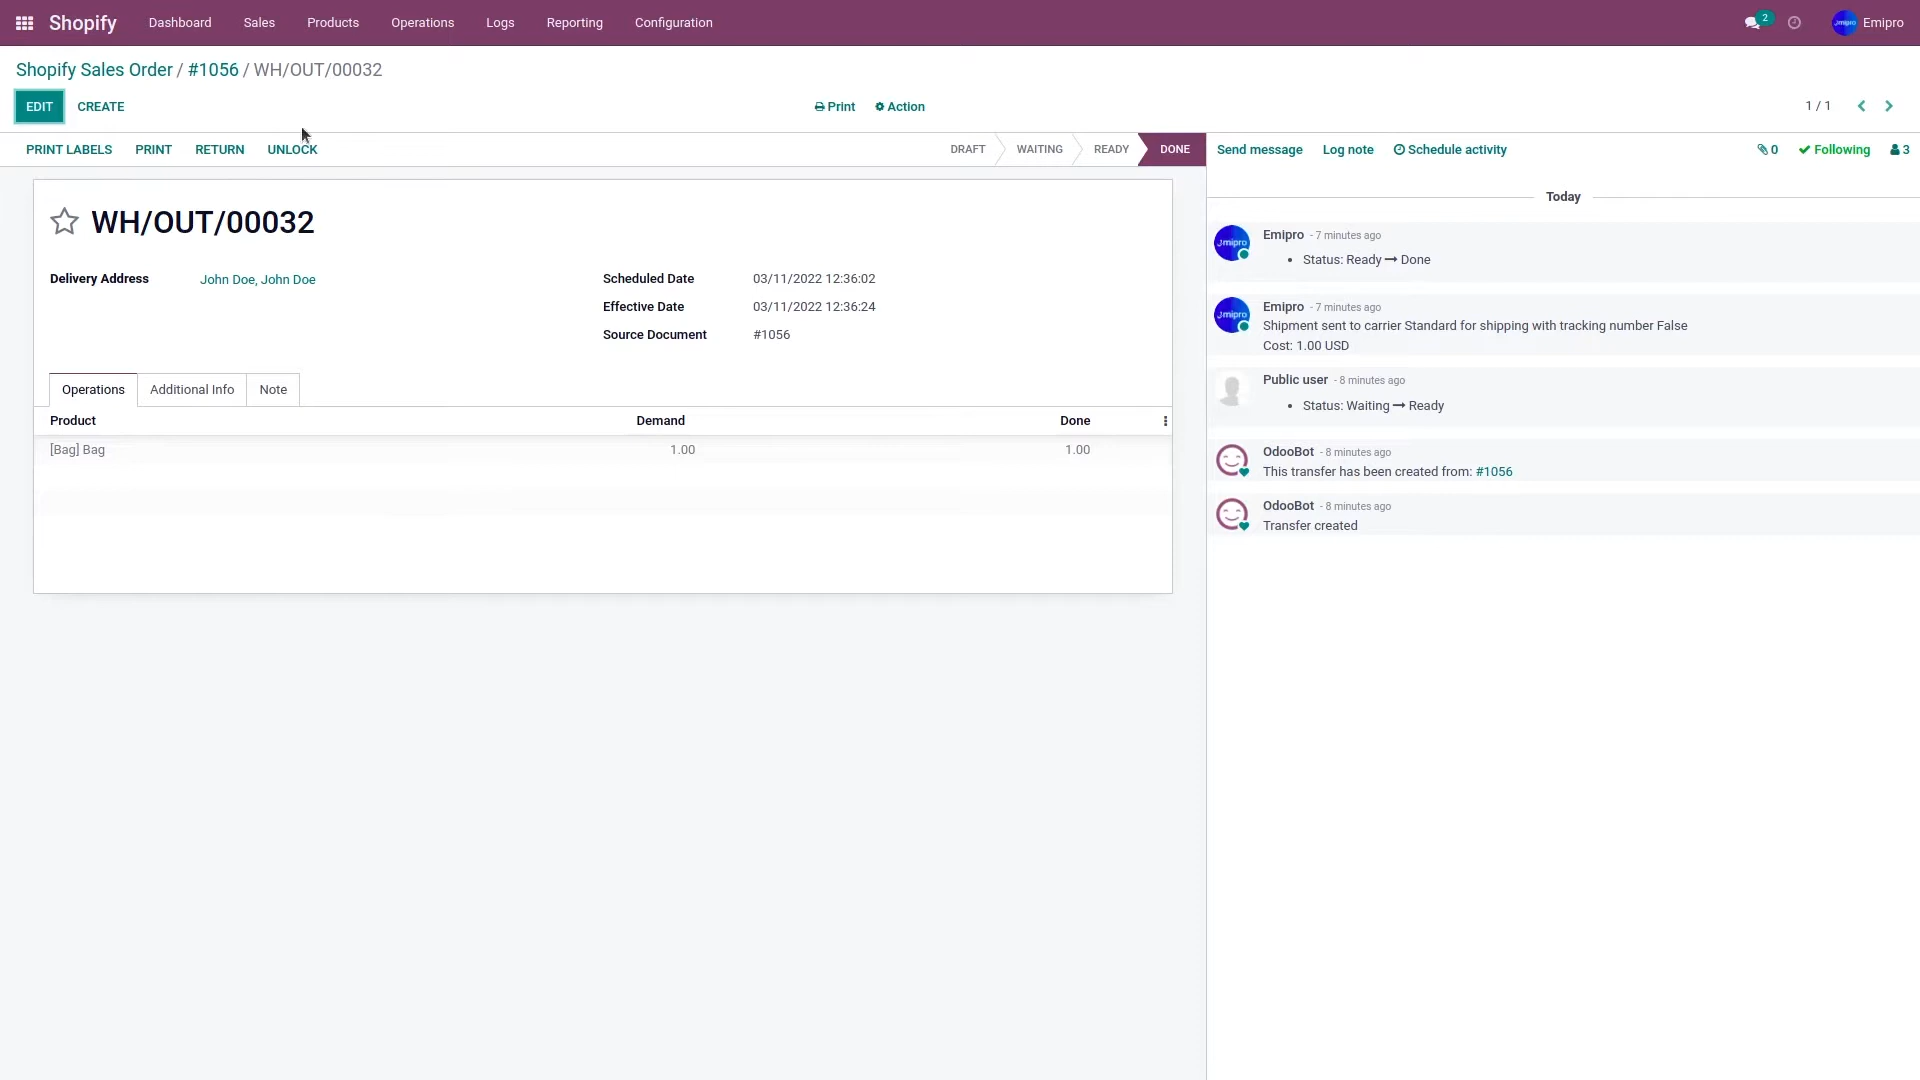 Shopify Dashboard Sales Products Operations Logs Reporting Configuration 2 Emipro
Shopify Sales Order / #1056 / WH/OUT/00032
EDIT CREATE Print Action 1 / 1
PRINT LABELS PRINT RETURN UNLOCK DRAFT WAITING READY DONE Send message Log note Schedule activity 0 Following 3
WH/OUT/00032
Delivery Address John Doe, John Doe
Scheduled Date 03/11/2022 12:36:02
Effective Date 03/11/2022 12:36:24
Source Document #1056
Operations Additional Info Note
Product Demand Done
[Bag] Bag 1.00 1.00
Today
Emipro - 7 minutes ago
Status: Ready → Done
Emipro - 7 minutes ago
Shipment sent to carrier Standard for shipping with tracking number False
Cost: 1.00 USD
Public user - 8 minutes ago
Status: Waiting → Ready
OdooBot - 8 minutes ago
This transfer has been created from: #1056
OdooBot - 8 minutes ago
Transfer created